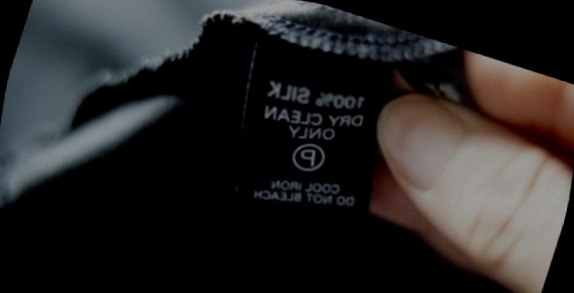 100% SILK
DRY CLEAN
ONLY
P
COOL IRON
DO NOT BLEACH